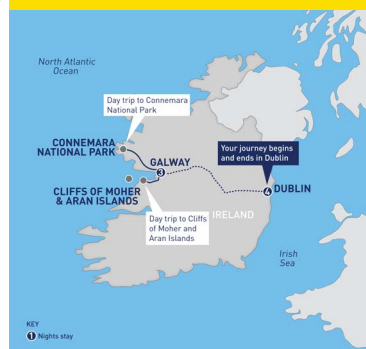 North Atlantic
Ocean
Day trip to Connemara
National Park
CONNEMARA
NATIONAL PARK
GALWAY
3
Your journey begins
and ends in Dublin
4
DUBLIN
CLIFFS OF MOHER
& ARAN ISLANDS
Day trip to Cliffs
of Moher and
Aran Islands
IRELAND
Irish
Sea
KEY
1 Nights stay